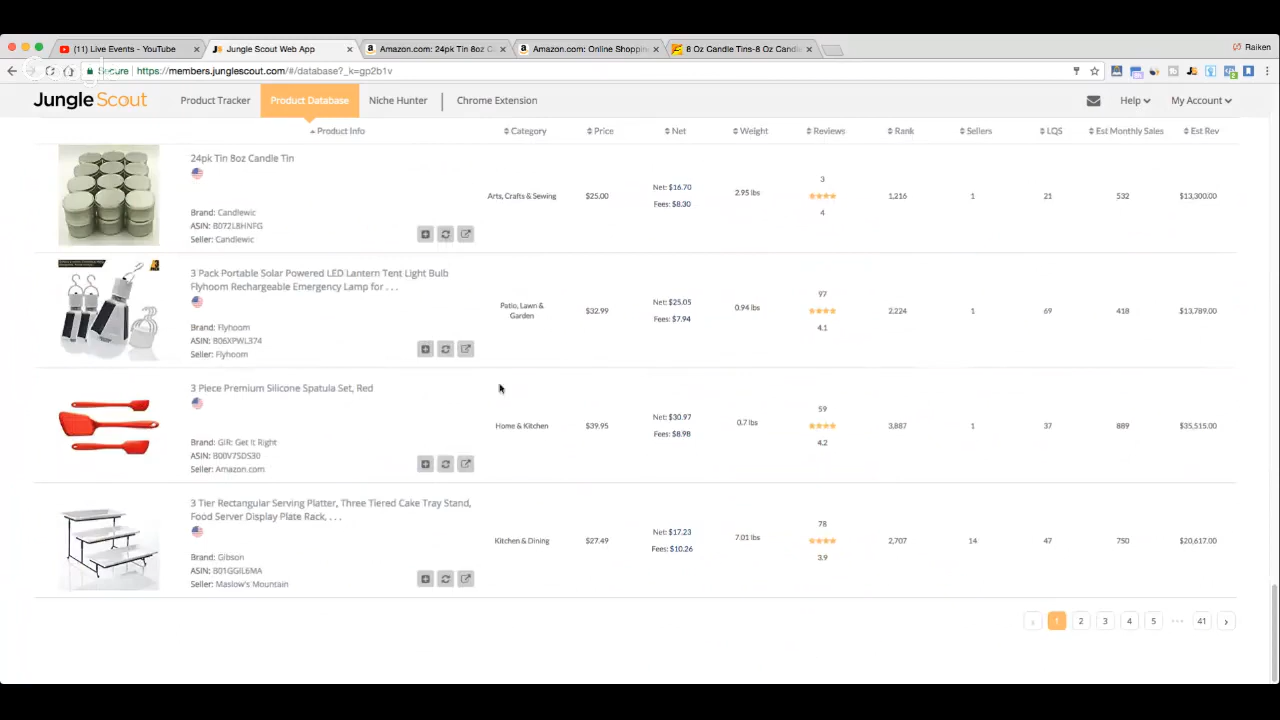 (11) Live Events - YouTube
Jungle Scout Web App
Amazon.com: 24pk Tin 8oz C
Amazon.com: Online Shoppin
8 Oz Candle Tins-8 Oz Candl
Raiken
Secure
https://members.junglescout.com/#/database?_k=gp2b1v
Jungle Scout
Product Tracker
Product Database
Niche Hunter
Chrome Extension
Help
My Account
Product Info
Category
Price
Net
Weight
Reviews
Rank
Sellers
LQS
Est Monthly Sales
Est Rev
24pk Tin 8oz Candle Tin
Brand: Candlewic
ASIN: B072L8HNFG
Seller: Candlewic
Arts, Crafts & Sewing
$25.00
Net: $16.70
Fees: $8.30
2.95 lbs
3
4
1,216
1
21
532
$13,300.00
3 Pack Portable Solar Powered LED Lantern Tent Light Bulb
Flyhoom Rechargeable Emergency Lamp for . . .
Brand: Flyhoom
ASIN: B06XPWL374
Seller: Flyhoom
Patio, Lawn &
Garden
$32.99
Net: $25.05
Fees: $7.94
0.94 lbs
97
4.1
2,224
1
69
418
$13,789.00
3 Piece Premium Silicone Spatula Set, Red
Brand: GIR: Get It Right
ASIN: B00V7SDS30
Seller: Amazon.com
Home & Kitchen
$39.95
Net: $30.97
Fees: $8.98
0.7 lbs
59
4.2
3,887
1
37
889
$35,515.00
3 Tier Rectangular Serving Platter, Three Tiered Cake Tray Stand,
Food Server Display Plate Rack, . . .
Brand: Gibson
ASIN: B01GGIL6MA
Seller: Maslow's Mountain
Kitchen & Dining
$27.49
Net: $17.23
Fees: $10.26
7.01 lbs
78
3.9
2,707
14
47
750
$20,617.00
1
2
3
4
5
41